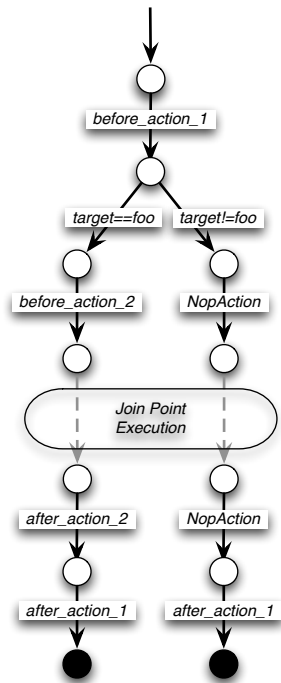 before_action_1
target==foo target!=foo
before_action_2 NopAction
Join Point
Execution
after_action_2 NopAction
after_action_1 after_action_1